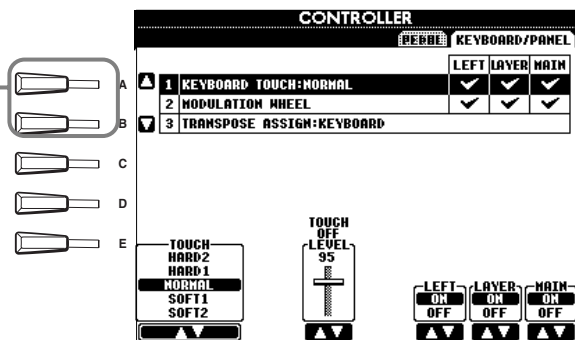 CONTROLLER
PEDAL KEYBOARD/PANEL
LEFT LAYER MAIN
A 1 KEYBOARD TOUCH:NORMAL
B 2 MODULATION WHEEL
3 TRANSPOSE ASSIGN:KEYBOARD
C
D
E
TOUCH
HARD2
HARD1
NORMAL
SOFT1
SOFT2
TOUCH
OFF
LEVEL
95
LEFT LAYER MAIN
ON ON ON
OFF OFF OFF